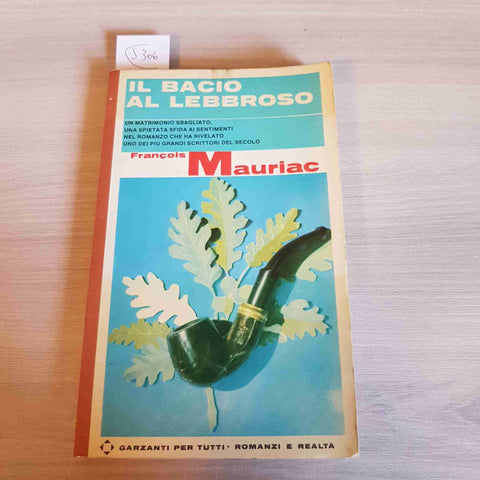 S 306
IL BACIO
AL LEBBROSO
UN MATRIMONIO SBAGLIATO,
UNA SPIETATA SFIDA AI SENTIMENTI
NEL ROMANZO CHE HA RIVELATO
UNO DEI PIÙ GRANDI SCRITTORI DEL SECOLO
François Mauriac
GARZANTI PER TUTTI · ROMANZI E REALTÀ